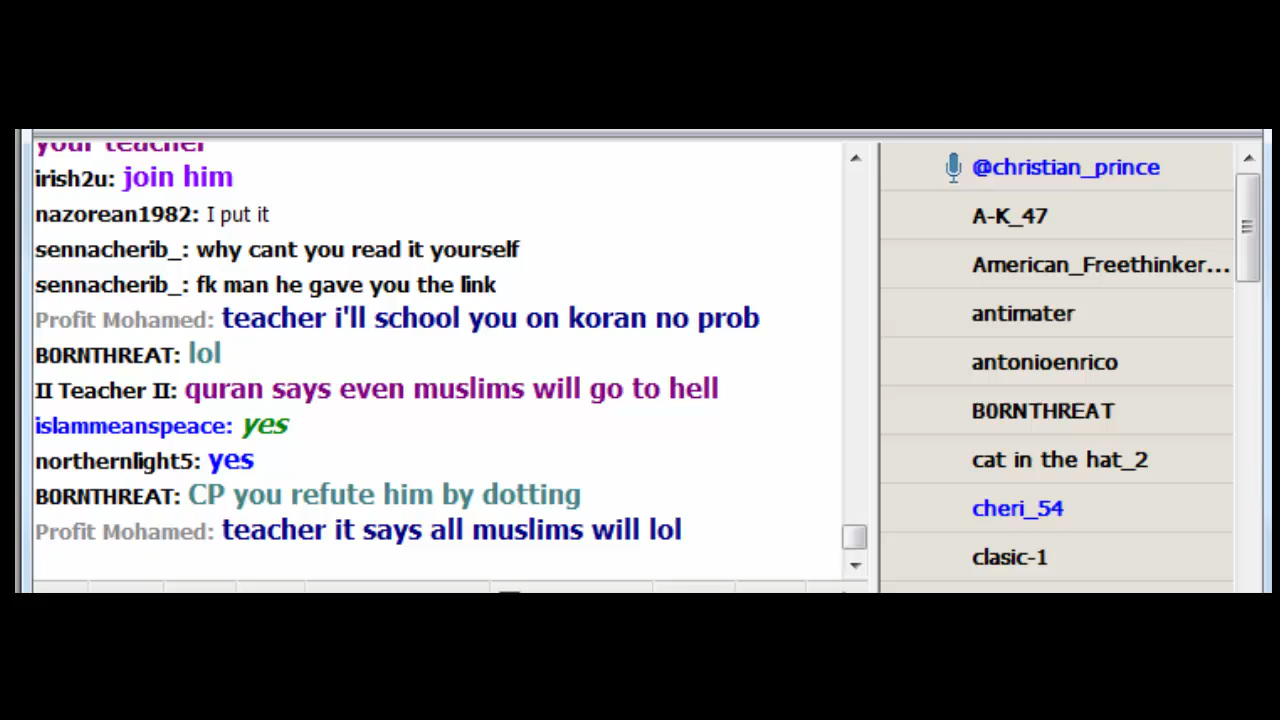 your teacher
irish2u: join him
nazorean1982: I put it
sennacherib_: why cant you read it yourself
sennacherib_: fk man he gave you the link
Profit Mohamed: teacher i'll school you on koran no prob
B0RNTHREAT: lol
II Teacher II: quran says even muslims will go to hell
islammeanspeace: yes
northernlight5: yes
B0RNTHREAT: CP you refute him by dotting
Profit Mohamed: teacher it says all muslims will lol
@christian_prince
A-K_47
American_Freethinker...
antimater
antonioenrico
B0RNTHREAT
cat in the hat_2
cheri_54
clasic-1